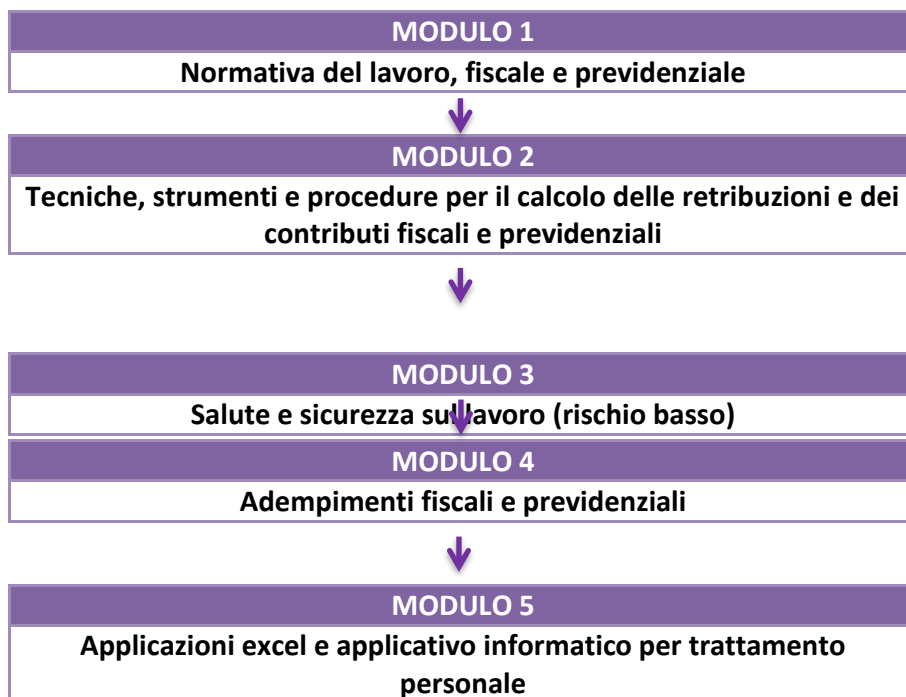 MODULO 1
Normativa del lavoro, fiscale e previdenziale
MODULO 2
Tecniche, strumenti e procedure per il calcolo delle retribuzioni e dei
contributi fiscali e previdenziali
MODULO 3
Salute e sicurezza sul lavoro (rischio basso)
MODULO 4
Adempimenti fiscali e previdenziali
MODULO 5
Applicazioni excel e applicativo informatico per trattamento
personale